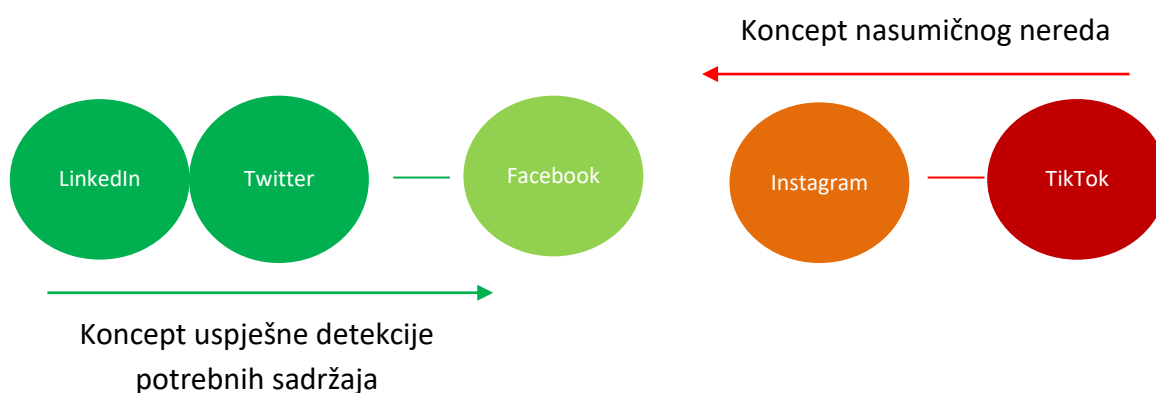 Koncept nasumičnog nereda
LinkedIn
Twitter
Facebook
Instagram
TikTok
Koncept uspješne detekcije
potrebnih sadržaja